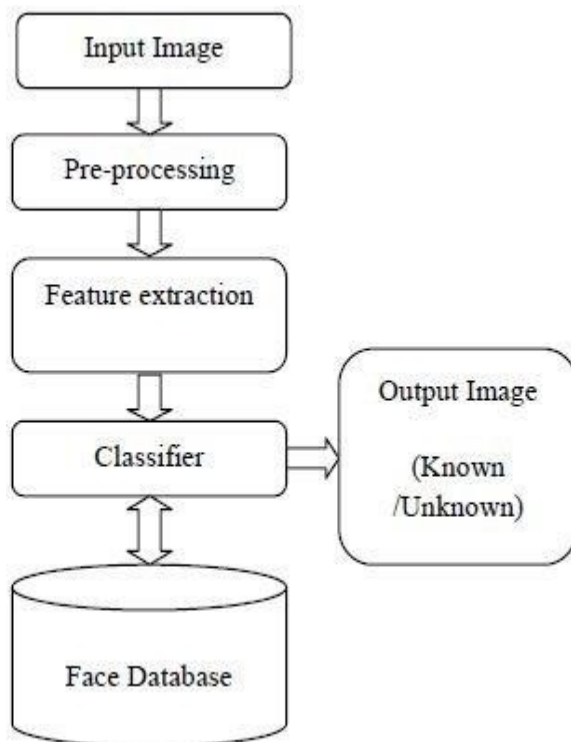 Input Image
Pre-processing
Feature extraction
Classifier
Output Image
(Known
/Unknown)
Face Database